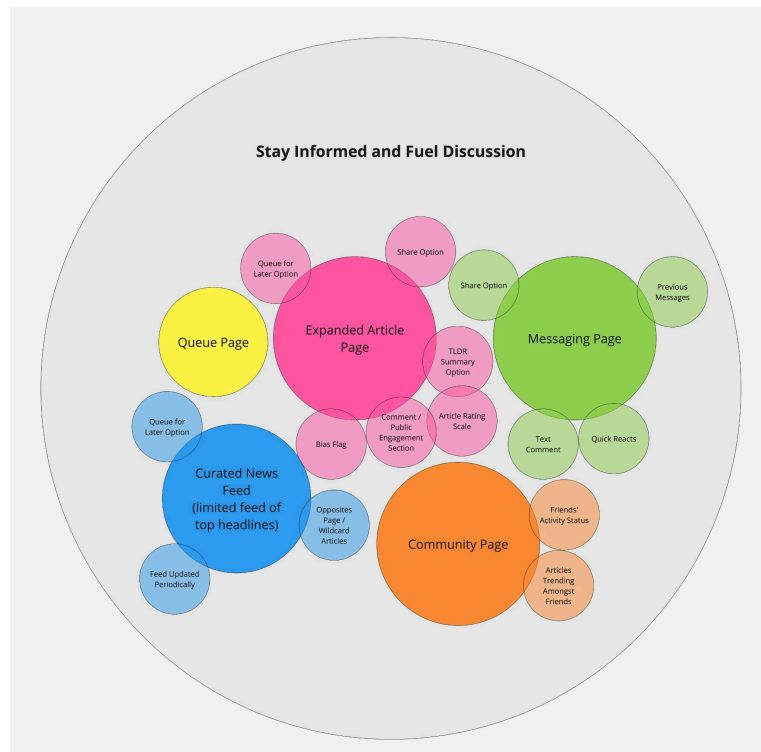 Stay Informed and Fuel Discussion
Queue for
Later Option
Share Option
Share Option
Previous
Messages
Queue Page
Expanded Article
Page
Messaging Page
TLDR
Summary
Option
Queue for
Later Option
Bias Flag
Comment /
Public
Engagement
Section
Article Rating
Scale
Text
Comment
Quick Reacts
Curated News
Feed
(limited feed of
top headlines)
Opposites
Page /
Wildcard
Articles
Community Page
Friends'
Activity Status
Feed Updated
Periodically
Articles
Trending
Amongst
Friends